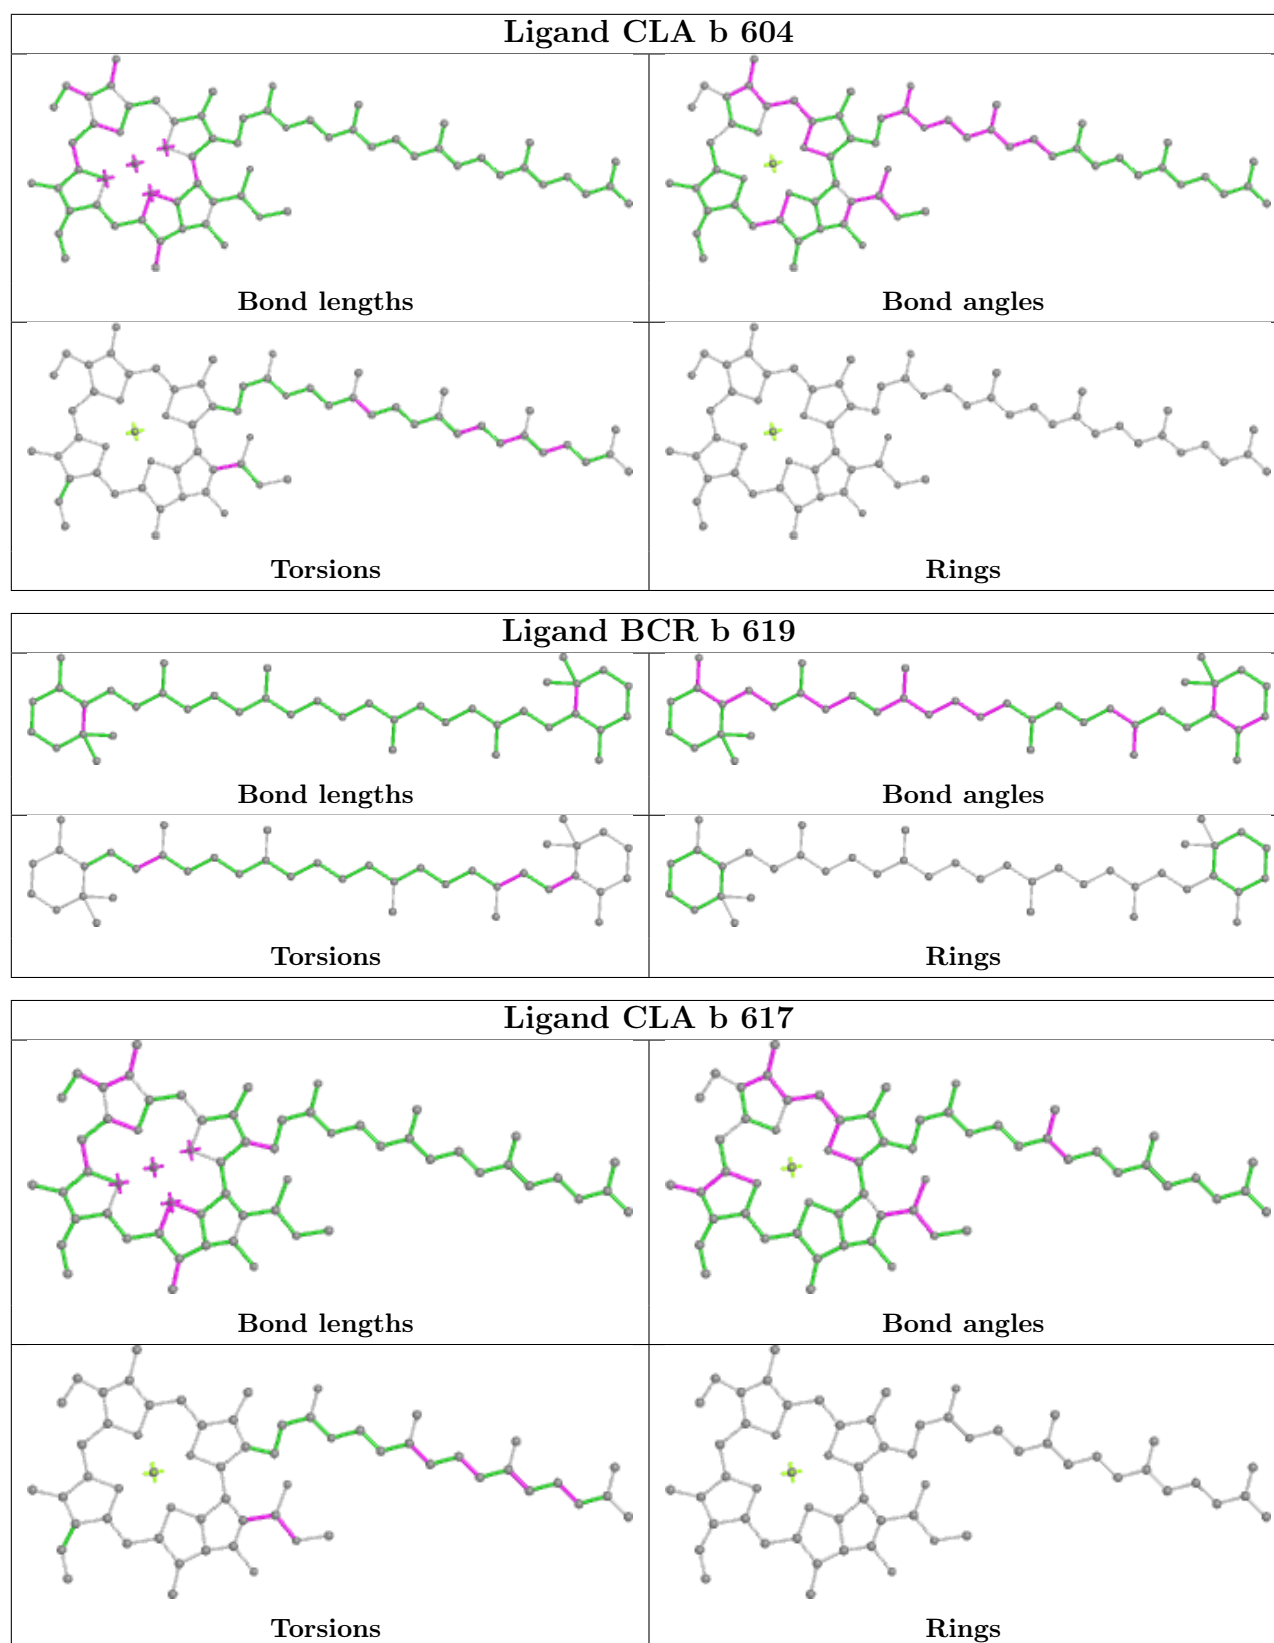 Ligand CLA b 604
Bond lengths
Bond angles
Torsions
Rings
Ligand BCR b 619
Bond lengths
Bond angles
Torsions
Rings
Ligand CLA b 617
Bond lengths
Bond angles
Torsions
Rings